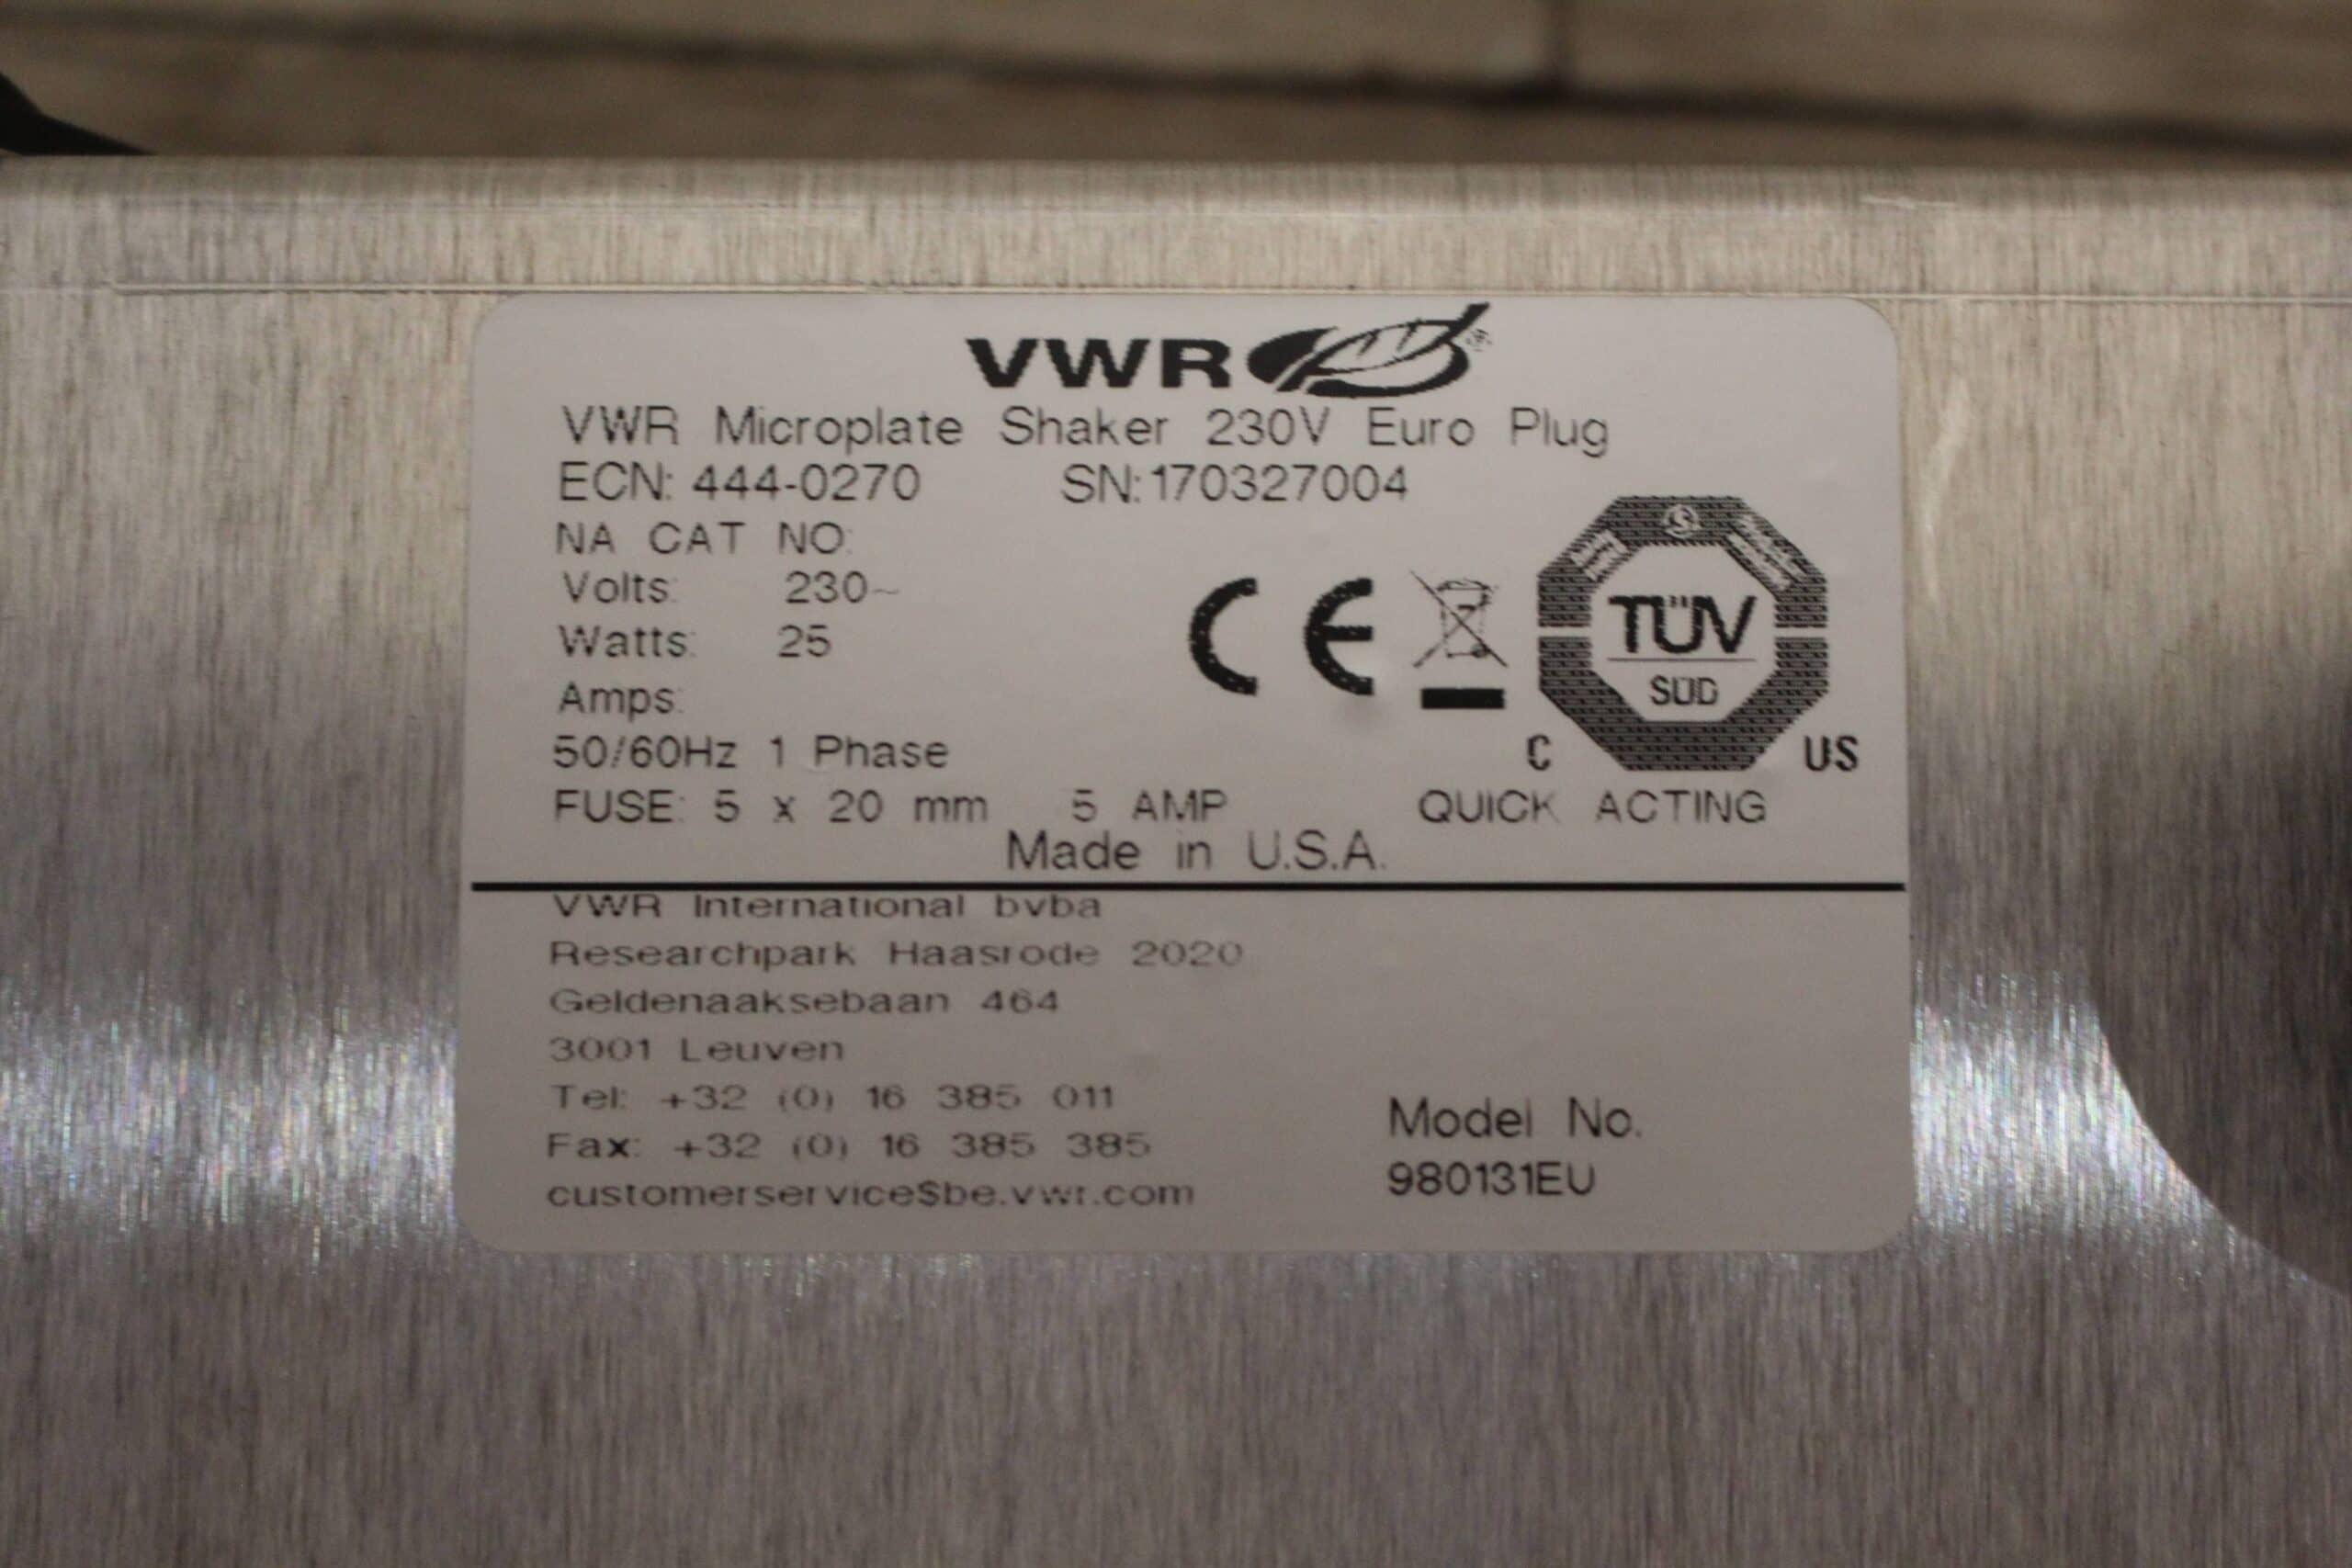 VWR
VWR Microplate Shaker 230V Euro Plug
ECN: 444-0270 SN:170327004
NA CAT NO:
Volts: 230~
Watts: 25
Amps:
50/60Hz 1 Phase
CE
TÜV
SÜD
C US
FUSE: 5 x 20 mm 5 AMP QUICK ACTING
Made in U.S.A.
VWR International bvba
Researchpark Haasrode 2020
Geldenaaksebaan 464
3001 Leuven
Tel: +32 (0) 16 385 011
Fax: +32 (0) 16 385 385
customerservice$be.vwr.com
Model No.
980131EU